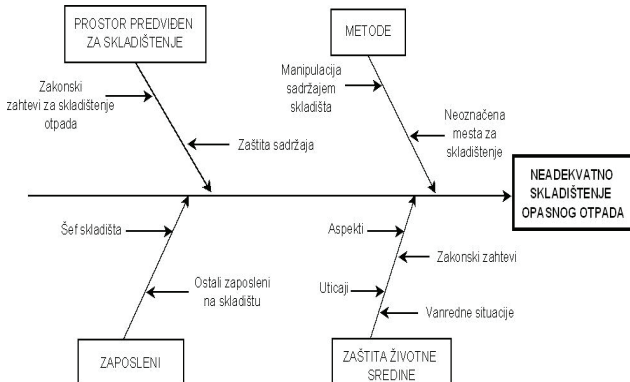 PROSTOR PREDVIĐEN
ZA SKLADIŠTENJE
METODE
Zakonski
zahtevi za skladištenje
otpada
Zaštita sadržaja
Manipulacija
sadržajem
skladišta
Neoznačena
mesta za
skladištenje
NEADEKVATNO
SKLADIŠTENJE
OPASNOG OTPADA
Šef skladišta
Ostali zaposleni
na skladištu
Aspekti
Zakonski zahtevi
Uticaji
Vanredne situacije
ZAPOSLENI
ZAŠTITA ŽIVOTNE
SREDINE